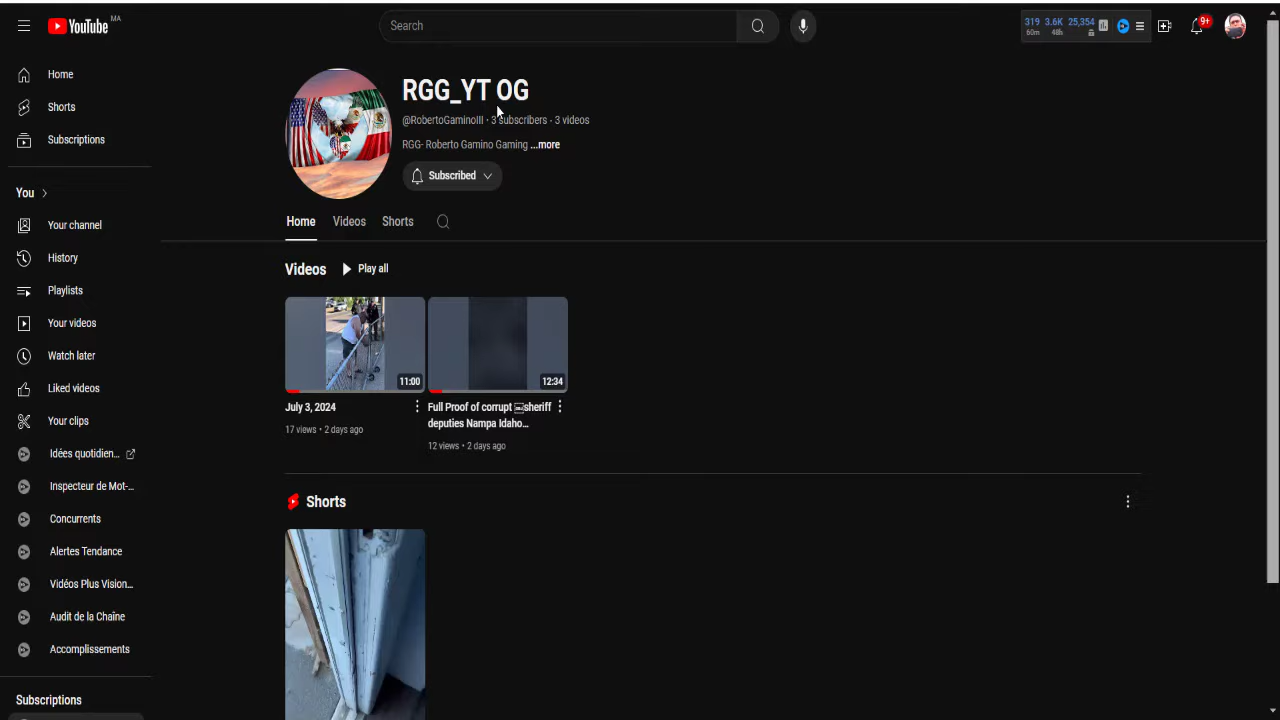 YouTube MA
Search
319 3.6K 25,354
60m 48h
9+
Home
Shorts
Subscriptions
You
Your channel
History
Playlists
Your videos
Watch later
Liked videos
Your clips
Idées quotidien...
Inspecteur de Mot-...
Concurrents
Alertes Tendance
Vidéos Plus Vision...
Audit de la Chaîne
Accomplissements
Subscriptions
RGG_YT OG
@RobertoGaminoIII · 3 subscribers · 3 videos
RGG- Roberto Gamino Gaming ...more
Subscribed
Home Videos Shorts
Videos Play all
11:00
July 3, 2024
17 views · 2 days ago
12:34
Full Proof of corrupt ￼sheriff
deputies Nampa Idaho...
12 views · 2 days ago
Shorts